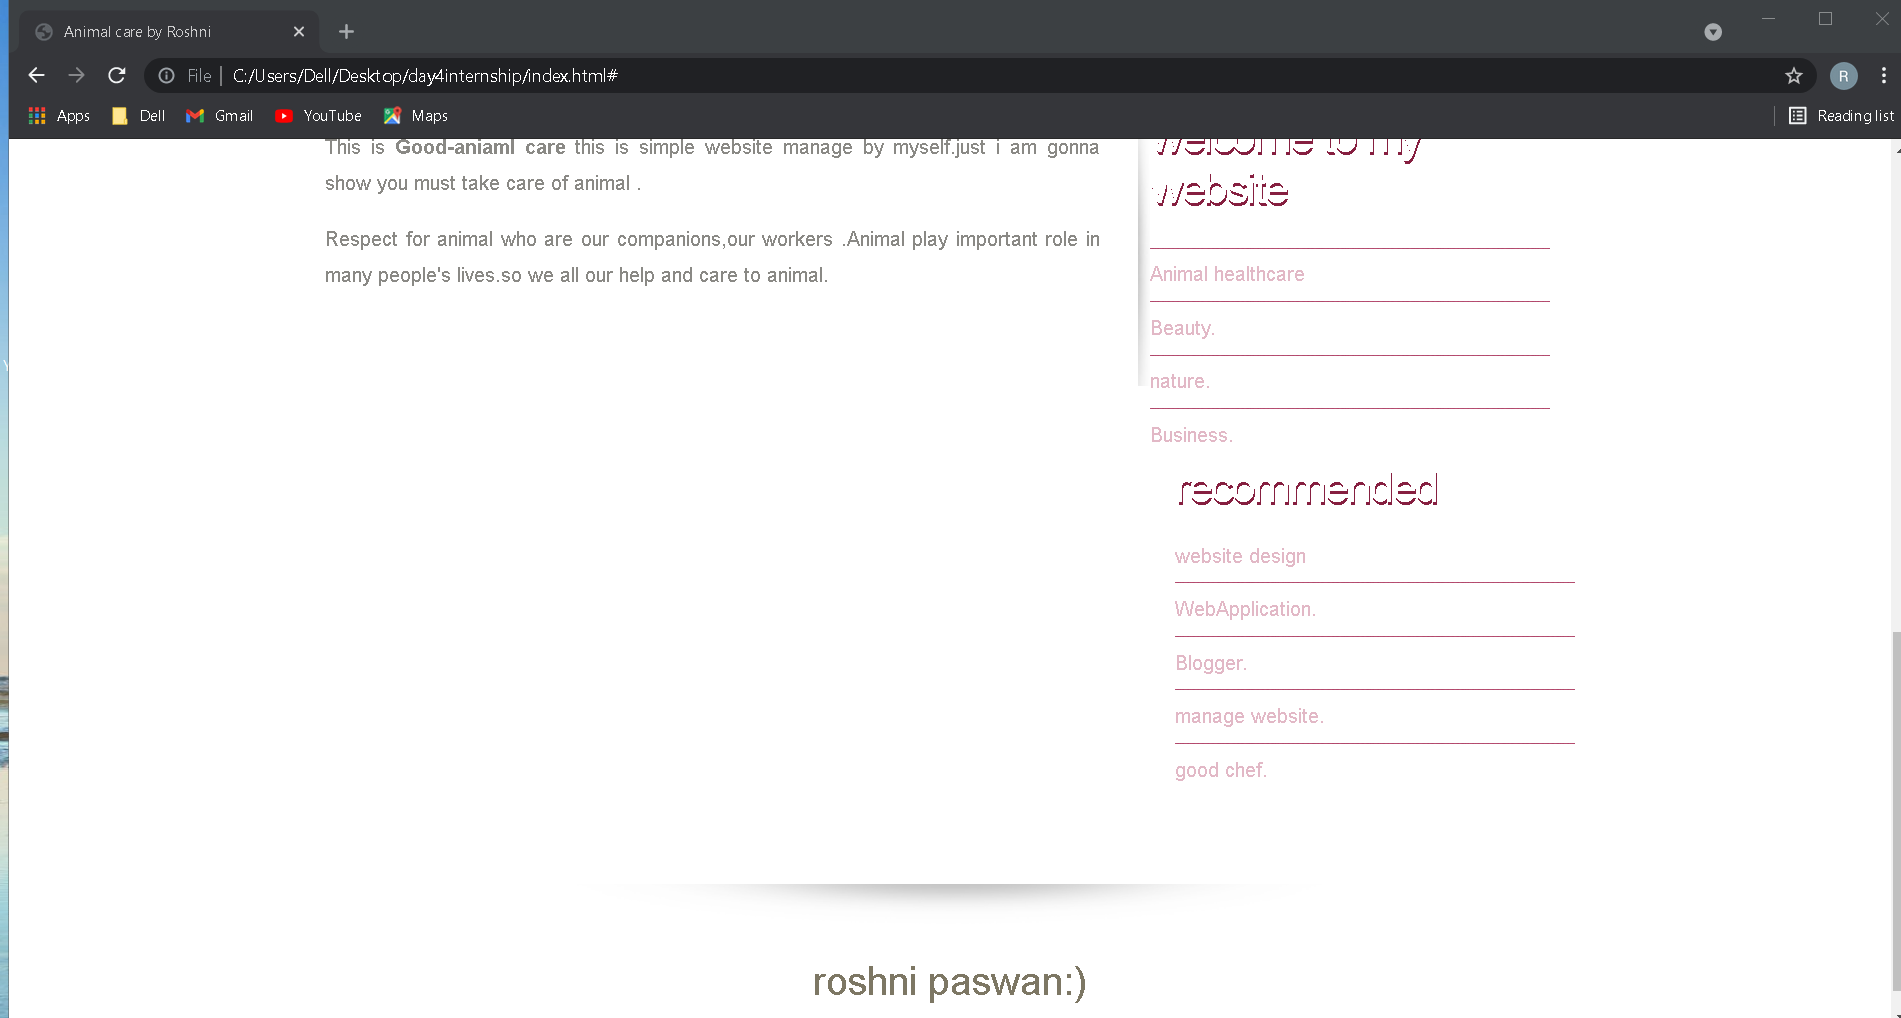 Animal care by Roshni
File
C:/Users/Dell/Desktop/day4internship/index.html#
R
Apps
Dell
Gmail
YouTube
Maps
Reading list
This is Good-aniaml care this is simple website manage by myself.just i am gonna
show you must take care of animal .
Respect for animal who are our companions,our workers .Animal play important role in
many people's lives.so we all our help and care to animal.
welcome to my
website
Animal healthcare
Beauty.
nature.
Business.
recommended
website design
WebApplication.
Blogger.
manage website.
good chef.
roshni paswan:)